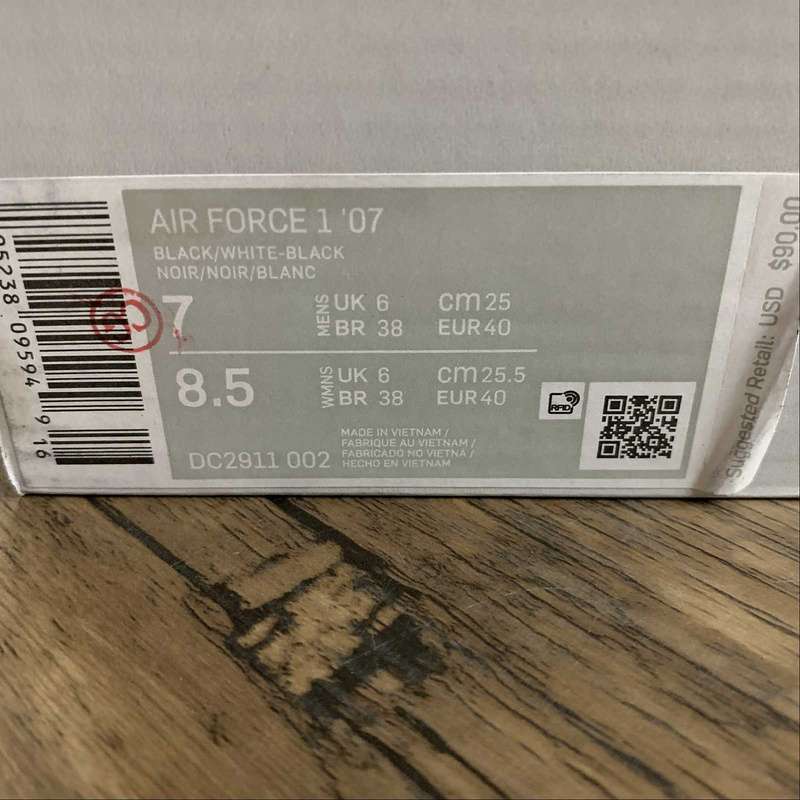 AIR FORCE 1 '07
BLACK/WHITE-BLACK
NOIR/NOIR/BLANC
7 MENS UK 6 cm 25
BR 38 EUR 40
8.5 WMNS UK 6 cm 25.5
BR 38 EUR 40
RFID
DC2911 002
MADE IN VIETNAM /
FABRIQUE AU VIETNAM /
FABRICADO NO VIETNA /
HECHO EN VIETNAM
05238 09594 9 16
Suggested Retail: USD $90.00